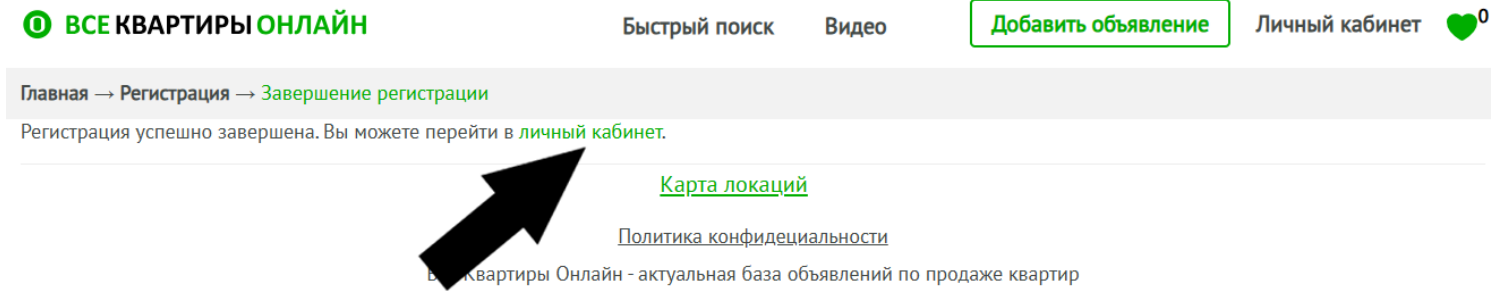 ВСЕ КВАРТИРЫ ОНЛАЙН Быстрый поиск Видео Добавить объявление Личный кабинет 0
Главная → Регистрация → Завершение регистрации
Регистрация успешно завершена. Вы можете перейти в личный кабинет.
Карта локаций
Политика конфидециальности
Квартиры Онлайн - актуальная база объявлений по продаже квартир